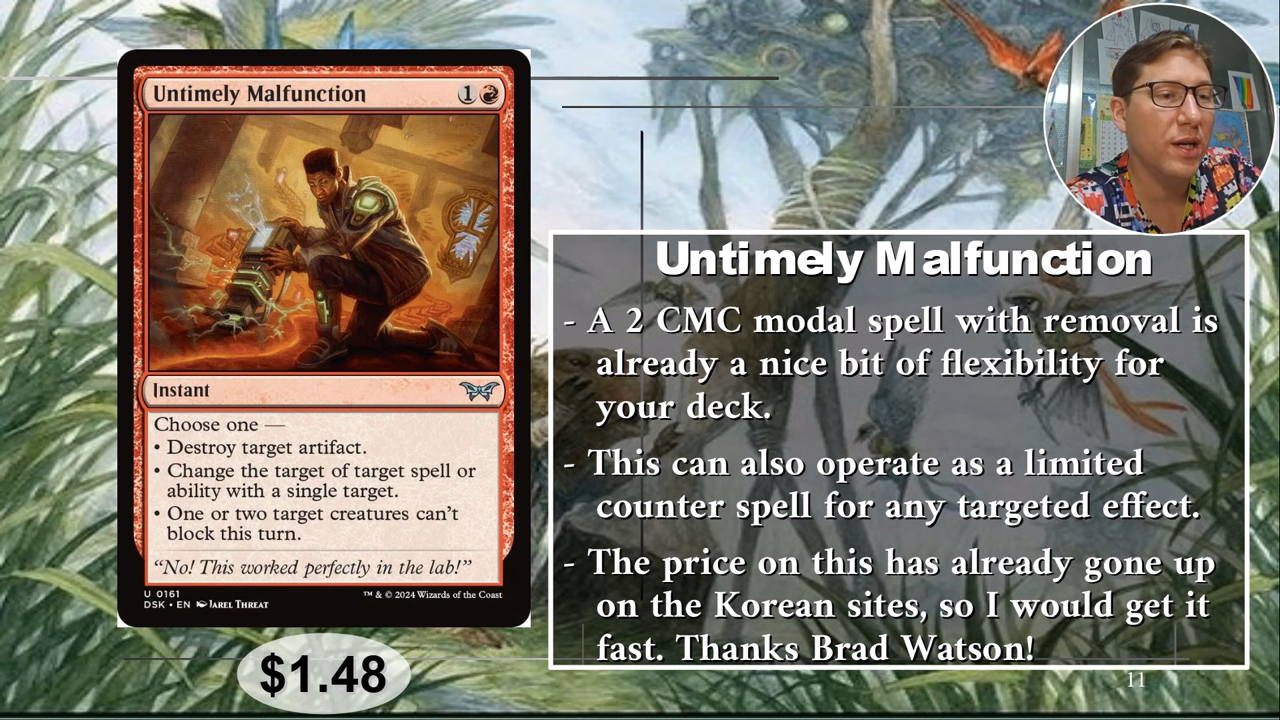 Untimely Malfunction 1
Instant
Choose one —
• Destroy target artifact.
• Change the target of target spell or
ability with a single target.
• One or two target creatures can't
block this turn.
"No! This worked perfectly in the lab!"
U 0161
DSK • EN JAREL THREAT
™ & © 2024 Wizards of the Coast
$1.48
Untimely Malfunction
- A 2 CMC modal spell with removal is
already a nice bit of flexibility for
your deck.
- This can also operate as a limited
counter spell for any targeted effect.
- The price on this has already gone up
on the Korean sites, so I would get it
fast. Thanks Brad Watson!
11